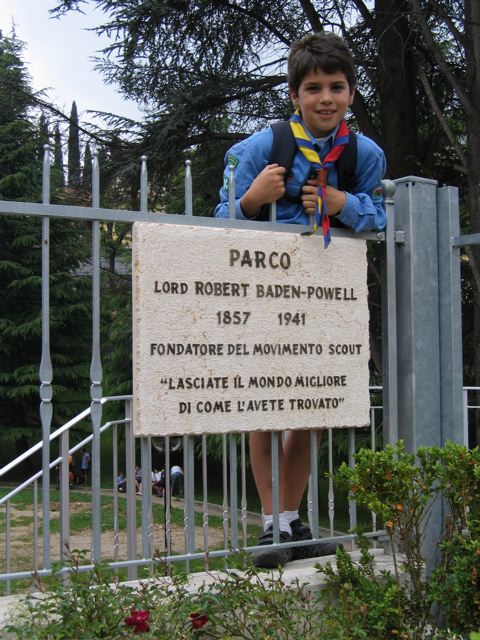 PARCO
LORD ROBERT BADEN-POWELL
1857 1941
FONDATORE DEL MOVIMENTO SCOUT
"LASCIATE IL MONDO MIGLIORE
DI COME L'AVETE TROVATO"